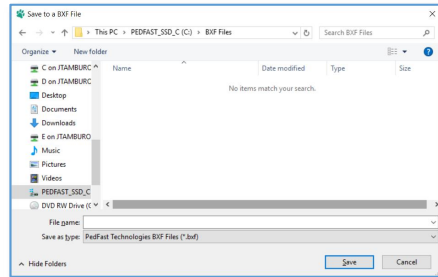 Save to a BXF File
This PC > PEDFAST_SSD_C (C:) > BXF Files
Search BXF Files
Organize
New folder
Name
Date modified
Type
Size
No items match your search.
C on JTAMBURC
D on JTAMBURC
Desktop
Documents
Downloads
E on JTAMBURO
Music
Pictures
Videos
PEDFAST_SSD_C
DVD RW Drive (
File name:
Save as type: PedFast Technologies BXF Files (*.bxf)
Hide Folders
Save
Cancel